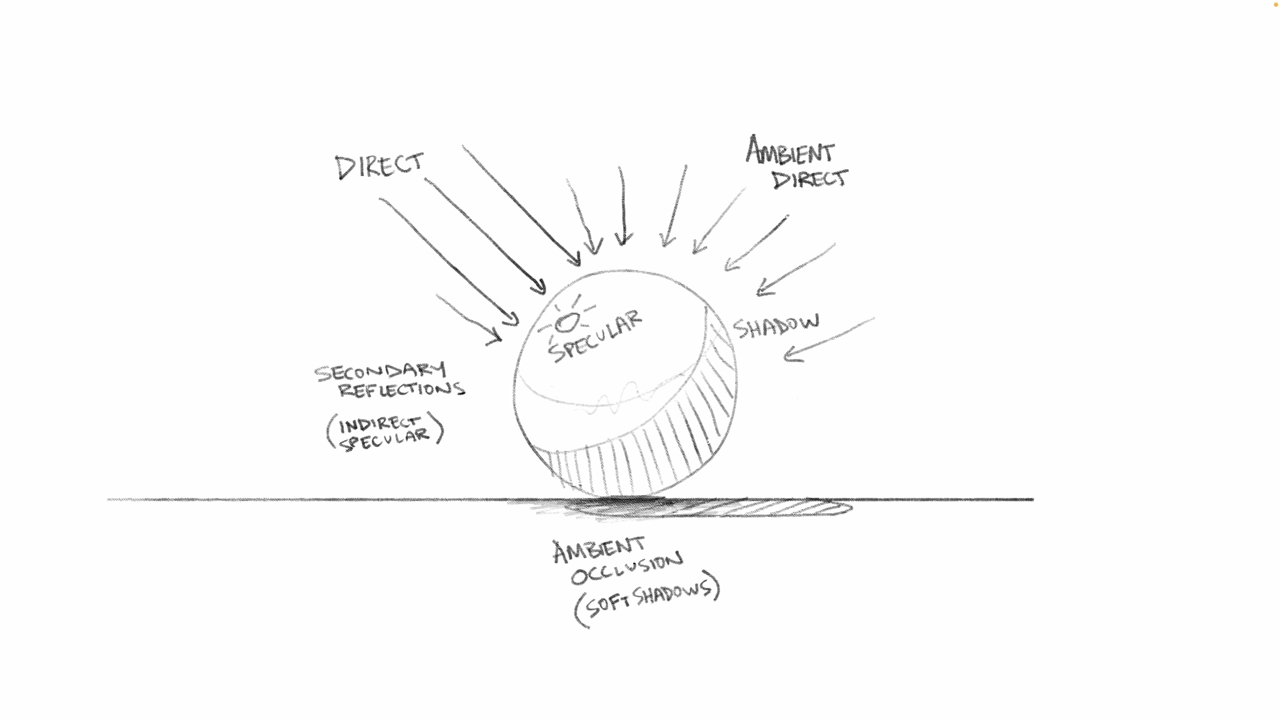 DIRECT
AMBIENT
DIRECT
SPECULAR
SHADOW
SECONDARY
REFLECTIONS
(INDIRECT
SPECULAR)
AMBIENT
OCCLUSION
(SOFT SHADOWS)